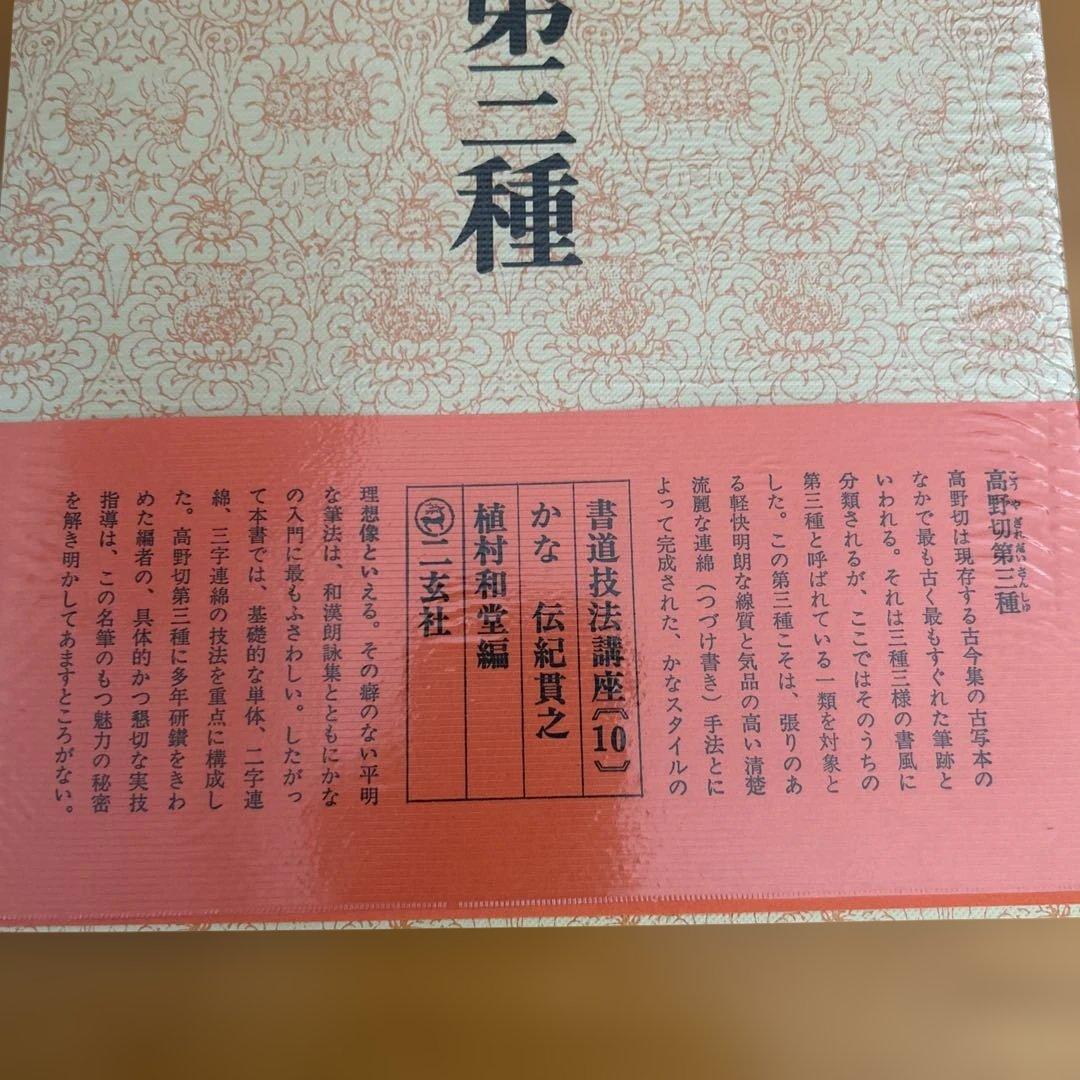 第三種
高野切第三種
こうやぎれだいさんしゅ
高野切は現存する古今集の古写本の
なかで最も古く最もすぐれた筆跡と
いわれる。それは三種三様の書風に
分類されるが、ここではそのうちの
第三種と呼ばれている一類を対象と
した。この第三種こそは、張りのあ
る軽快明朗な線質と気品の高い清楚
流麗な連綿（つづけ書き）手法とに
よって完成された、かなスタイルの
書道技法講座《10》
かな 伝紀貫之
植村和堂編
二玄社
理想像といえる。その癖のない平明
な筆法は、和漢朗詠集とともにかな
の入門に最もふさわしい。したがっ
て本書では、基礎的な単体、二字連
綿、三字連綿の技法を重点に構成し
た。高野切第三種に多年研鑽をきわ
めた編者の、具体的かつ懇切な実技
指導は、この名筆のもつ魅力の秘密
を解き明かしてあますところがない。